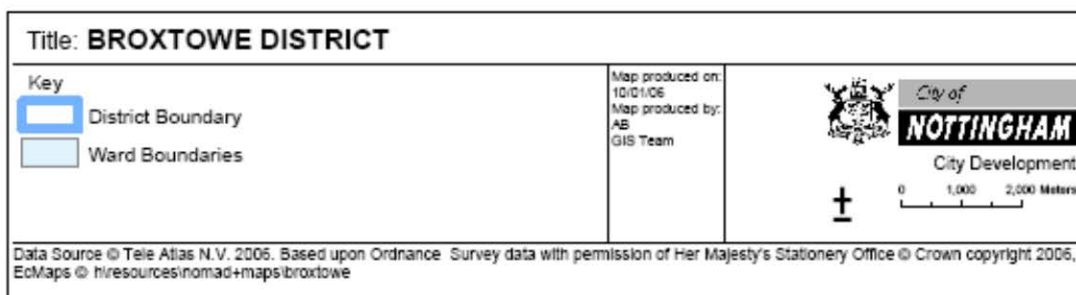 Title: BROXTOWE DISTRICT
Key
District Boundary
Ward Boundaries
Map produced on:
10/01/06
Map produced by:
AB
GIS Team
City of
NOTTINGHAM
City Development
0 1,000 2,000 Meters
Data Source © Tele Atlas N.V. 2006. Based upon Ordnance Survey data with permission of Her Majesty's Stationery Office © Crown copyright 2006,
EcMaps © h\resources\nomad+maps\broxtowe